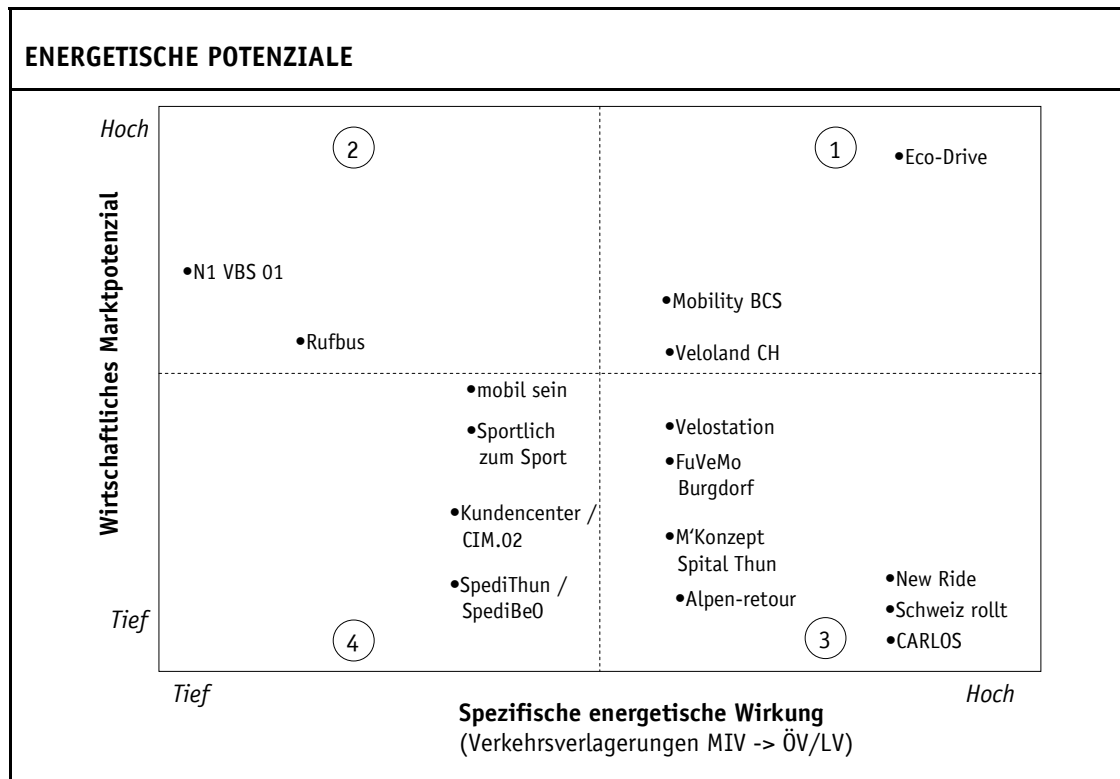 ENERGETISCHE POTENZIALE
Hoch
2
1
•Eco-Drive
Wirtschaftliches Marktpotenzial
•N1 VBS 01
•Mobility BCS
•Rufbus
•Veloland CH
•mobil sein
•Sportlich
zum Sport
•Velostation
•FuVeMo
Burgdorf
•Kundencenter /
CIM.02
•M‘Konzept
Spital Thun
•SpediThun /
SpediBeO
•Alpen-retour
•New Ride
•Schweiz rollt
•CARLOS
Tief
4
3
Tief
Hoch
Spezifische energetische Wirkung
(Verkehrsverlagerungen MIV -> ÖV/LV)